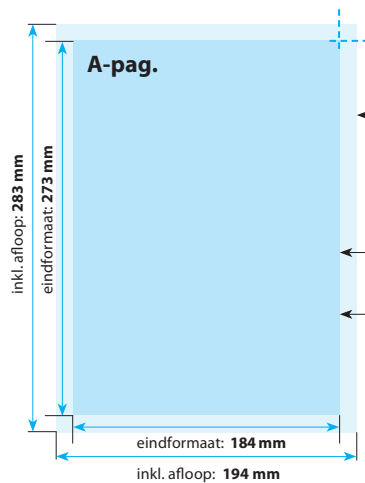 A-pag.
inkl. afloop: 283 mm
eindformaat: 273 mm
eindformaat: 184 mm
inkl. afloop: 194 mm